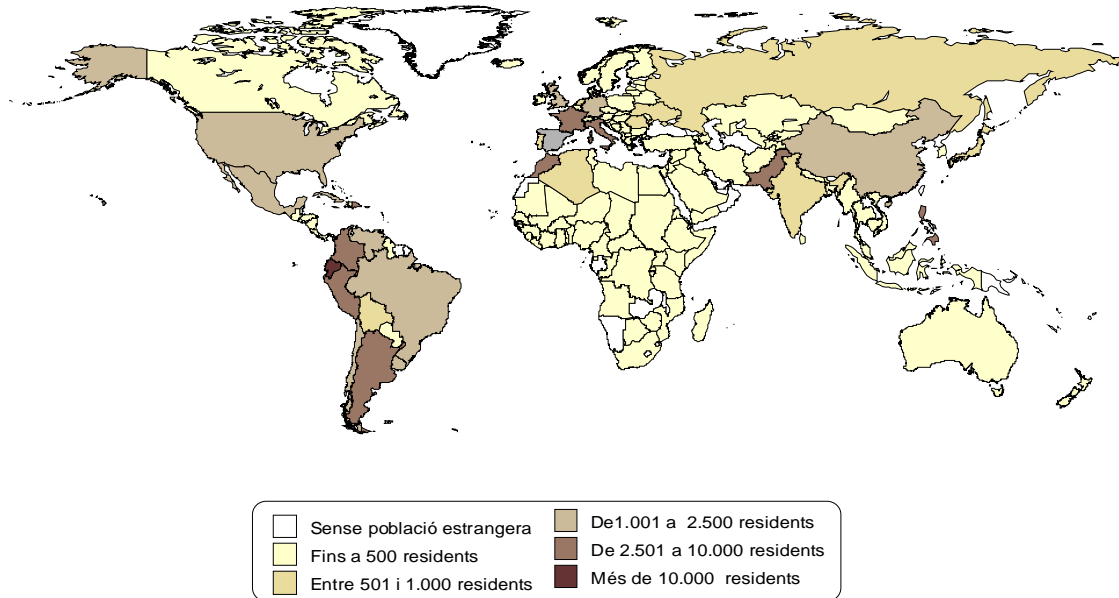 Sense població estrangera
Fins a 500 residents
Entre 501 i 1.000 residents
De1.001 a 2.500 residents
De 2.501 a 10.000 residents
Més de 10.000 residents